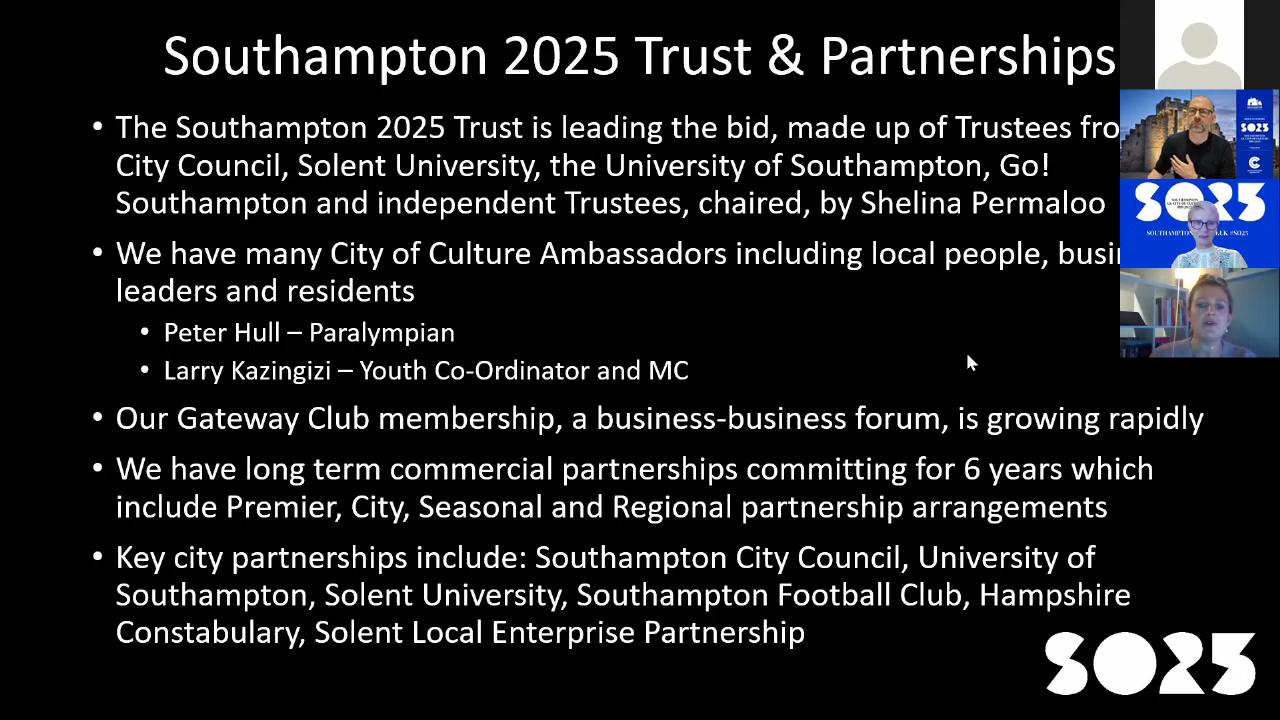 Southampton 2025 Trust & Partnerships
• The Southampton 2025 Trust is leading the bid, made up of Trustees fro
City Council, Solent University, the University of Southampton, Go!
Southampton and independent Trustees, chaired, by Shelina Permaloo
• We have many City of Culture Ambassadors including local people, busin
leaders and residents
• Peter Hull – Paralympian
• Larry Kazingizi – Youth Co-Ordinator and MC
• Our Gateway Club membership, a business-business forum, is growing rapidly
• We have long term commercial partnerships committing for 6 years which
include Premier, City, Seasonal and Regional partnership arrangements
• Key city partnerships include: Southampton City Council, University of
Southampton, Solent University, Southampton Football Club, Hampshire
Constabulary, Solent Local Enterprise Partnership
SO25
SO25
SO25